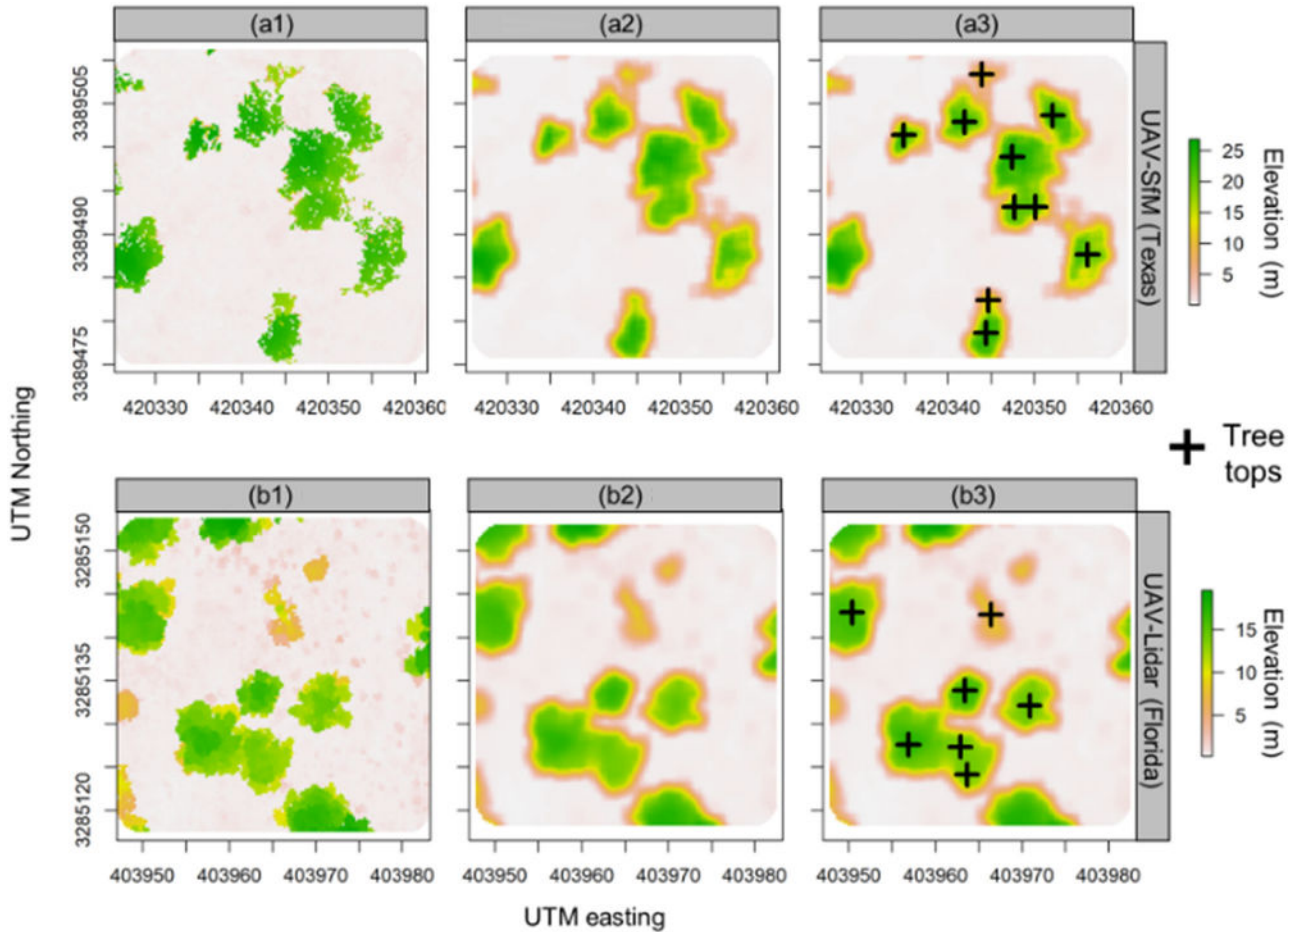 (a1) (a2) (a3)
3389505
3389490
3389475
UAV-SfM (Texas)
25
20
15
10
5
Elevation (m)
420330 420340 420350 420360
420330 420340 420350 420360
420330 420340 420350 420360
UTM Northing
Tree
tops
(b1) (b2) (b3)
3285150
3285135
3285120
UAV-Lidar (Florida)
15
10
5
Elevation (m)
403950 403960 403970 403980
403950 403960 403970 403980
403950 403960 403970 403980
UTM easting